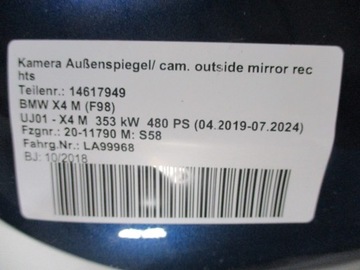 Kamera Außenspiegel/ cam. outside mirror rec
hts
Teilenr.: 14617949
BMW X4 M (F98)
UJ01 - X4 M 353 kW 480 PS (04.2019-07.2024)
Fzgnr.: 20-11790 M: S58
Fahrg.Nr.: LA99968
BJ: 10/2018